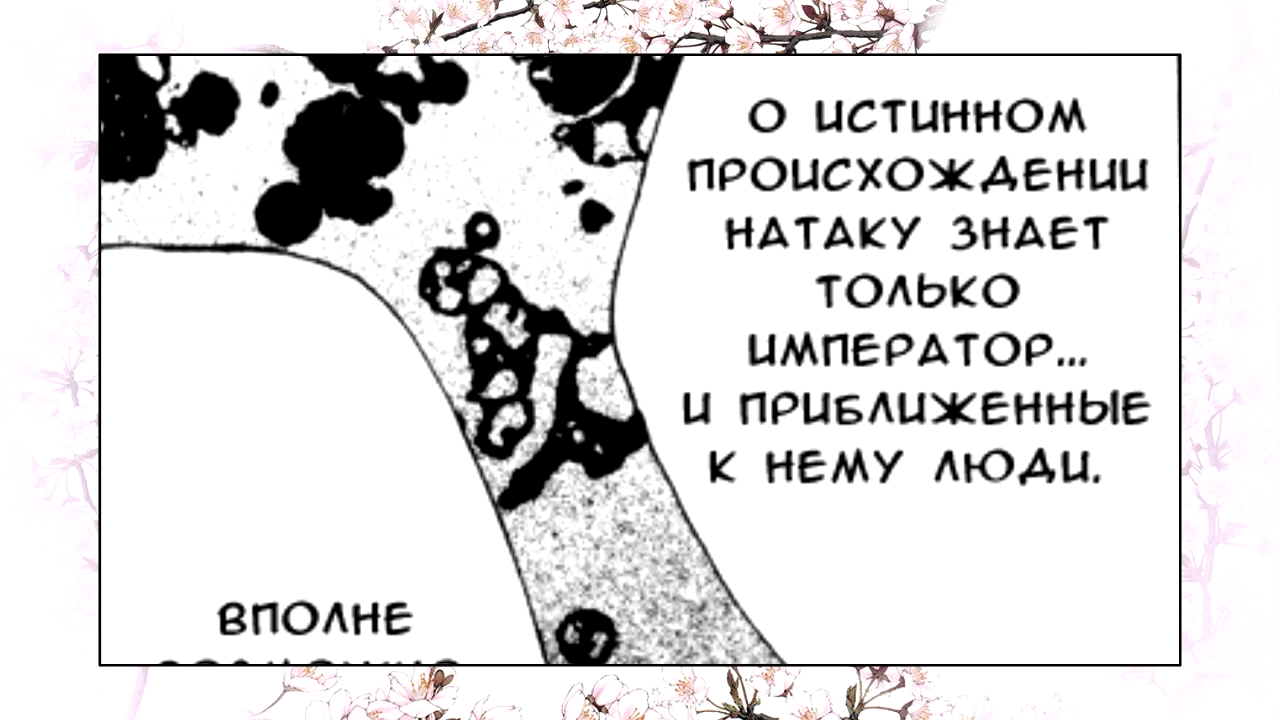 О ИСТИННОМ
ПРОИСХОЖДЕНИИ
НАТАКУ ЗНАЕТ
ТОЛЬКО
ИМПЕРАТОР...
И ПРИБЛИЖЕННЫЕ
К НЕМУ ЛЮДИ.
ВПОЛНЕ